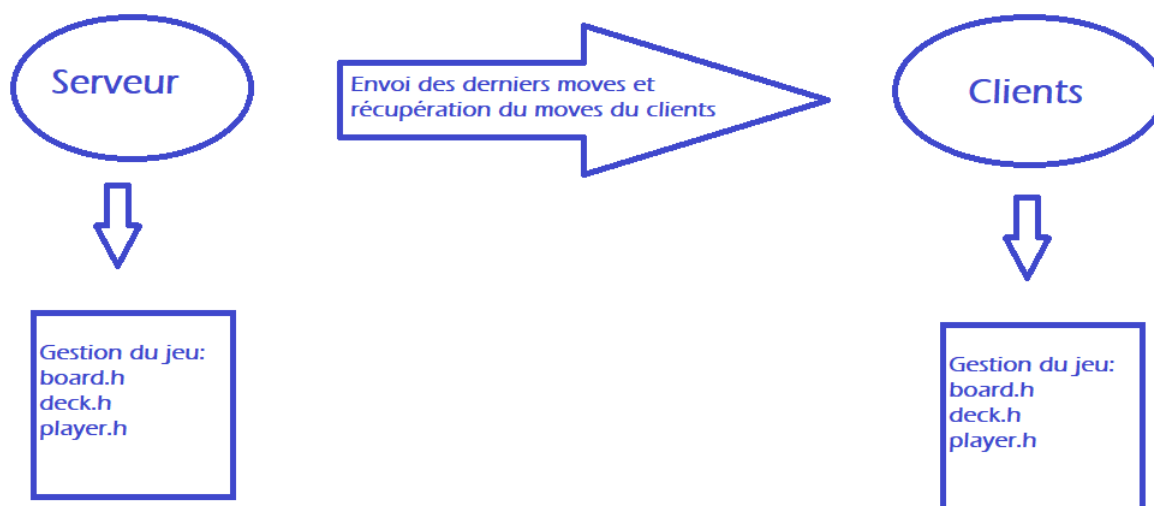 Serveur
Envoi des derniers moves et
récupération du moves du clients
Clients
Gestion du jeu:
board.h
deck.h
player.h
Gestion du jeu:
board.h
deck.h
player.h